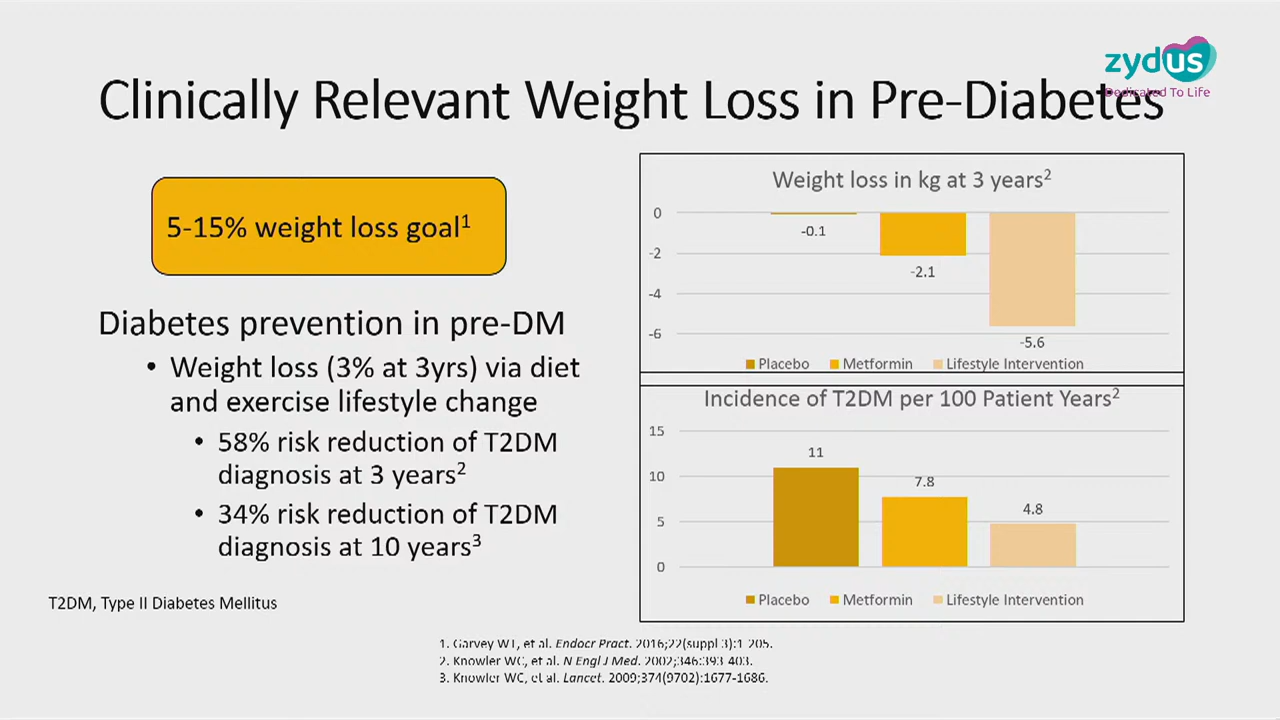 zydus
Dedicated To Life
Clinically Relevant Weight Loss in Pre-Diabetes
5-15% weight loss goal¹
Diabetes prevention in pre-DM
• Weight loss (3% at 3yrs) via diet
and exercise lifestyle change
• 58% risk reduction of T2DM
diagnosis at 3 years²
• 34% risk reduction of T2DM
diagnosis at 10 years³
T2DM, Type II Diabetes Mellitus
Weight loss in kg at 3 years²
0
-2
-4
-6
-0.1
-2.1
-5.6
Placebo Metformin Lifestyle Intervention
Incidence of T2DM per 100 Patient Years²
15
10
5
0
11
7.8
4.8
Placebo Metformin Lifestyle Intervention
1. Garvey WT, et al. Endocr Pract. 2016;22(suppl 3):1-205.
2. Knowler WC, et al. N Engl J Med. 2002;346:393-403.
3. Knowler WC, et al. Lancet. 2009;374(9702):1677-1686.